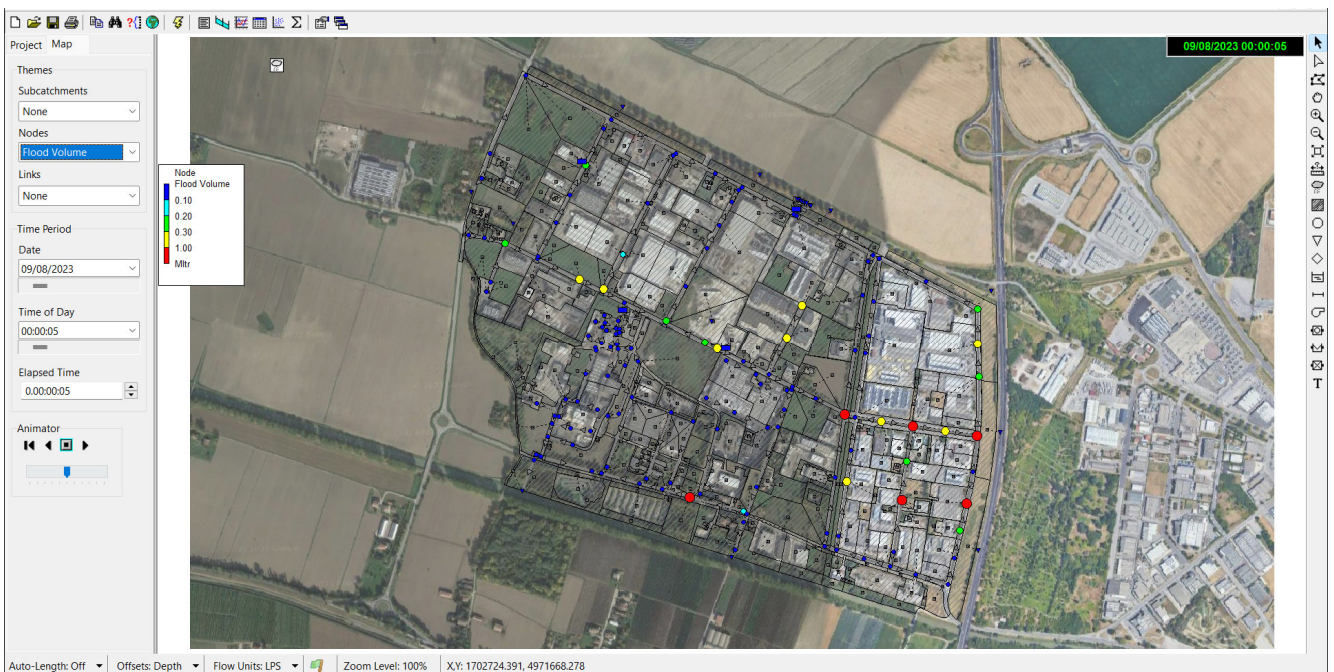 09/08/2023 00:00:05
Project Map
Themes
Subcatchments
None
Nodes
Flood Volume
Links
None
Time Period
Date
09/08/2023
Time of Day
00:00:05
Elapsed Time
0.00:00:05
Animator
Node
Flood Volume
0.10
0.20
0.30
1.00
Mltr
T
Auto-Length: Off Offsets: Depth Flow Units: LPS Zoom Level: 100% X,Y: 1702724.391, 4971668.278